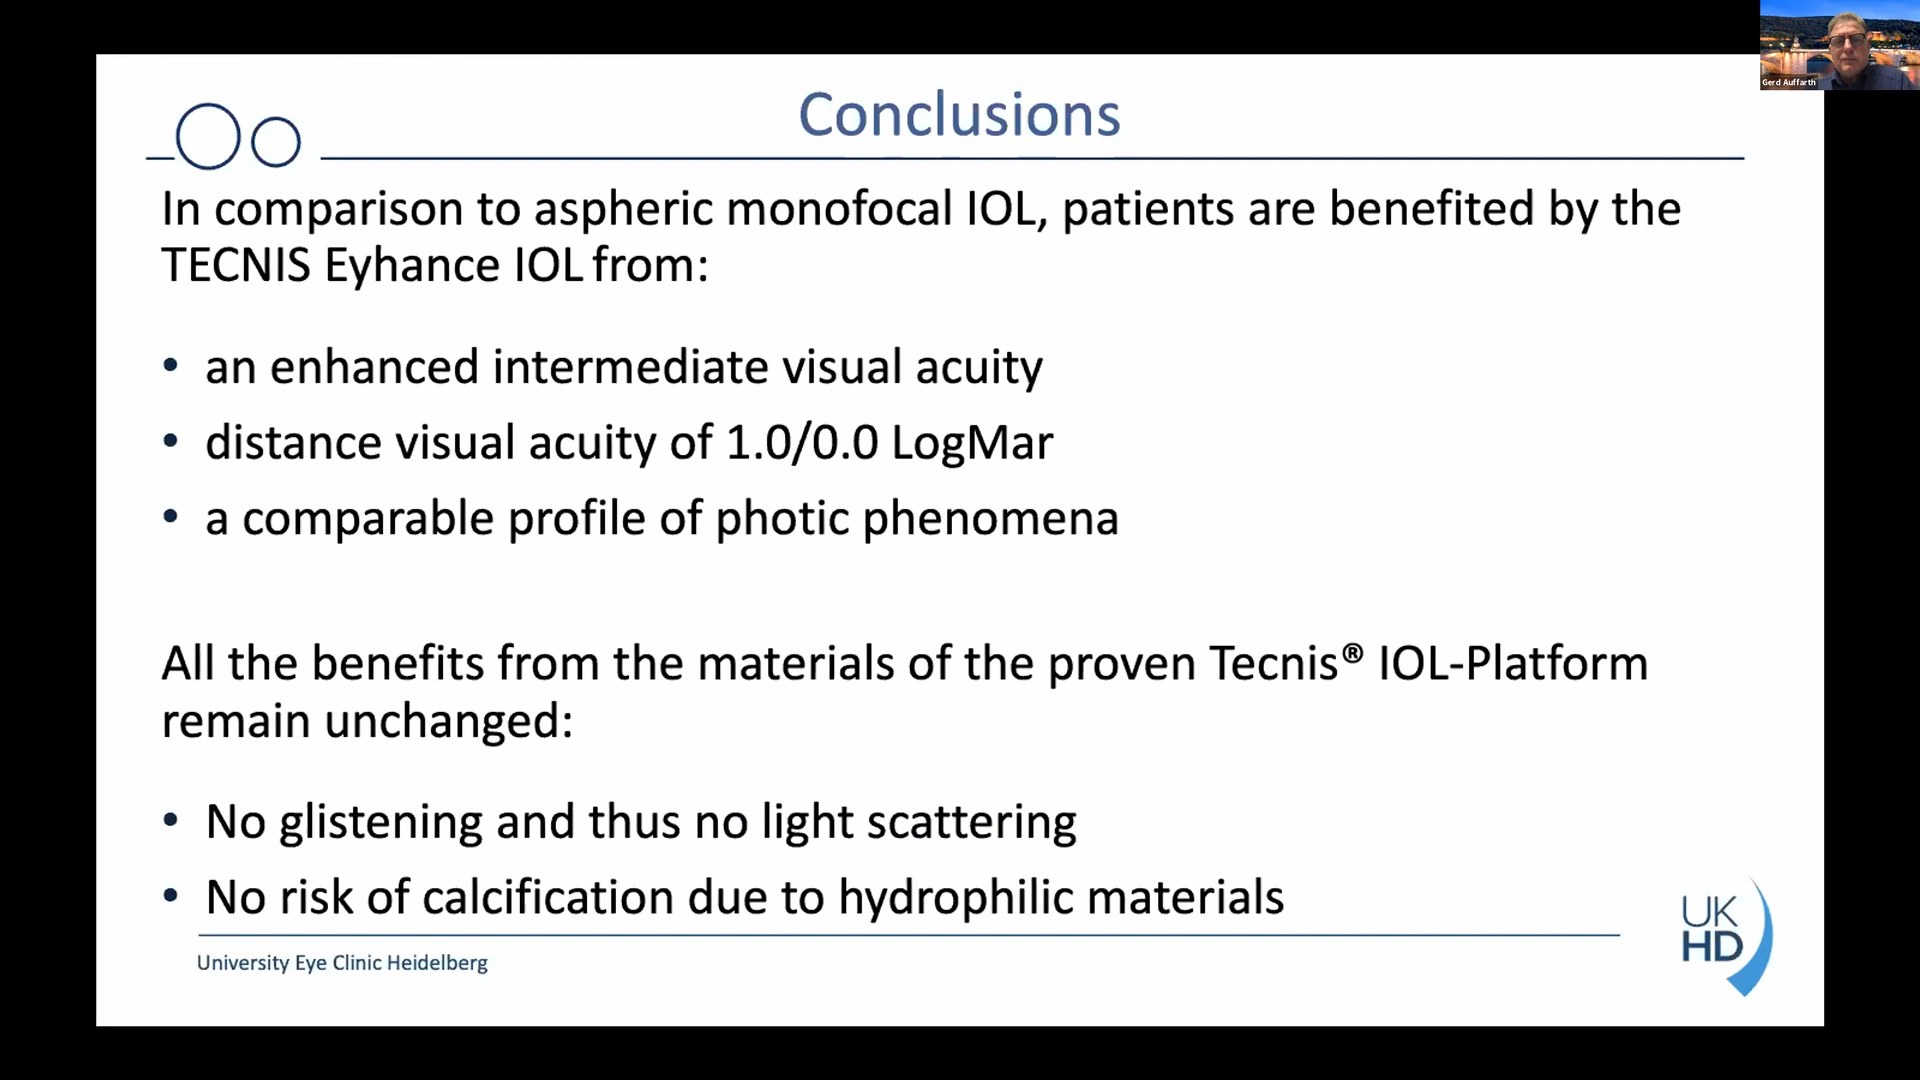 Gerd Auffarth
Conclusions
In comparison to aspheric monofocal IOL, patients are benefited by the
TECNIS Eyhance IOL from:
• an enhanced intermediate visual acuity
• distance visual acuity of 1.0/0.0 LogMar
• a comparable profile of photic phenomena
All the benefits from the materials of the proven Tecnis® IOL-Platform
remain unchanged:
• No glistening and thus no light scattering
• No risk of calcification due to hydrophilic materials
University Eye Clinic Heidelberg
UK
HD